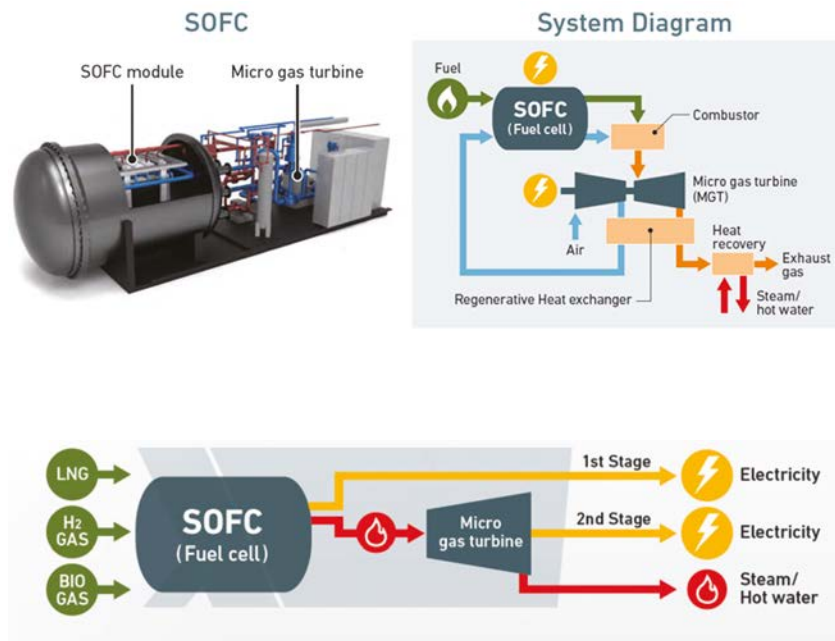 SOFC
SOFC module
Micro gas turbine
System Diagram
Fuel
SOFC
(Fuel cell)
Combustor
Micro gas turbine
(MGT)
Air
Heat
recovery
Exhaust
gas
Regenerative Heat exchanger
Steam/
hot water
LNG
H2
GAS
BIO
GAS
SOFC
(Fuel cell)
Micro
gas turbine
1st Stage
Electricity
2nd Stage
Electricity
Steam/
Hot water